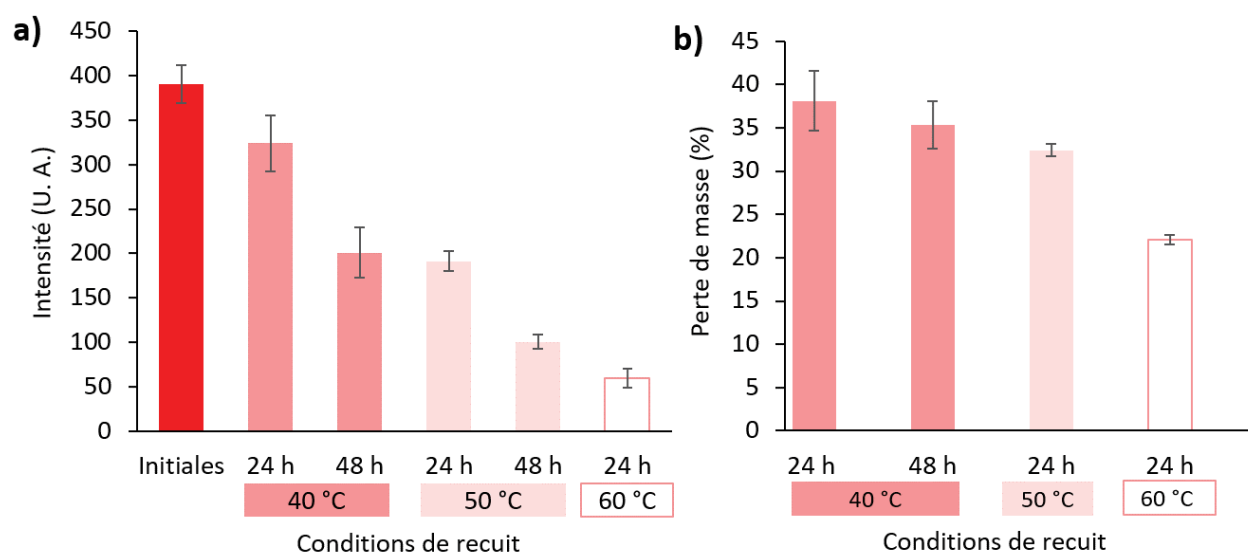 a)
Intensité (U. A.)
450
400
350
300
250
200
150
100
50
0
Initiales 24 h 48 h 24 h 48 h 24 h
40 °C 50 °C 60 °C
Conditions de recuit
b)
Perte de masse (%)
45
40
35
30
25
20
15
10
5
0
24 h 48 h 24 h 24 h
40 °C 50 °C 60 °C
Conditions de recuit